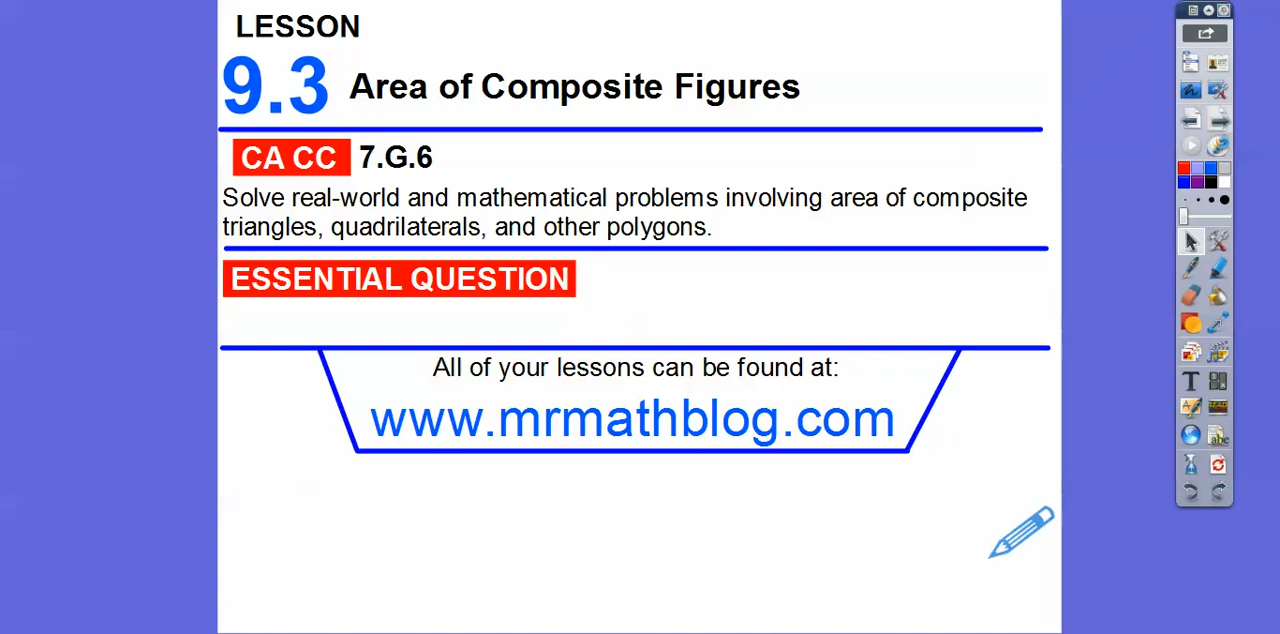 LESSON
9.3 Area of Composite Figures
CA CC 7.G.6
Solve real-world and mathematical problems involving area of composite
triangles, quadrilaterals, and other polygons.
ESSENTIAL QUESTION
All of your lessons can be found at:
www.mrmathblog.com